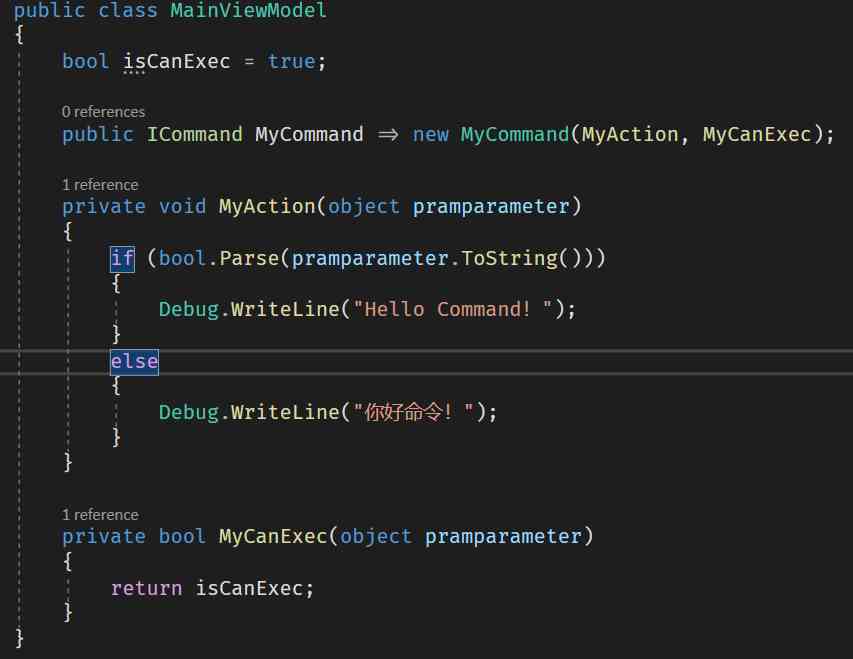 public class MainViewModel
{
bool isCanExec = true;
0 references
public ICommand MyCommand => new MyCommand(MyAction, MyCanExec);
1 reference
private void MyAction(object pramparameter)
{
if (bool.Parse(pramparameter.ToString()))
{
Debug.WriteLine("Hello Command！");
}
else
{
Debug.WriteLine("你好命令！");
}
}
1 reference
private bool MyCanExec(object pramparameter)
{
return isCanExec;
}
}